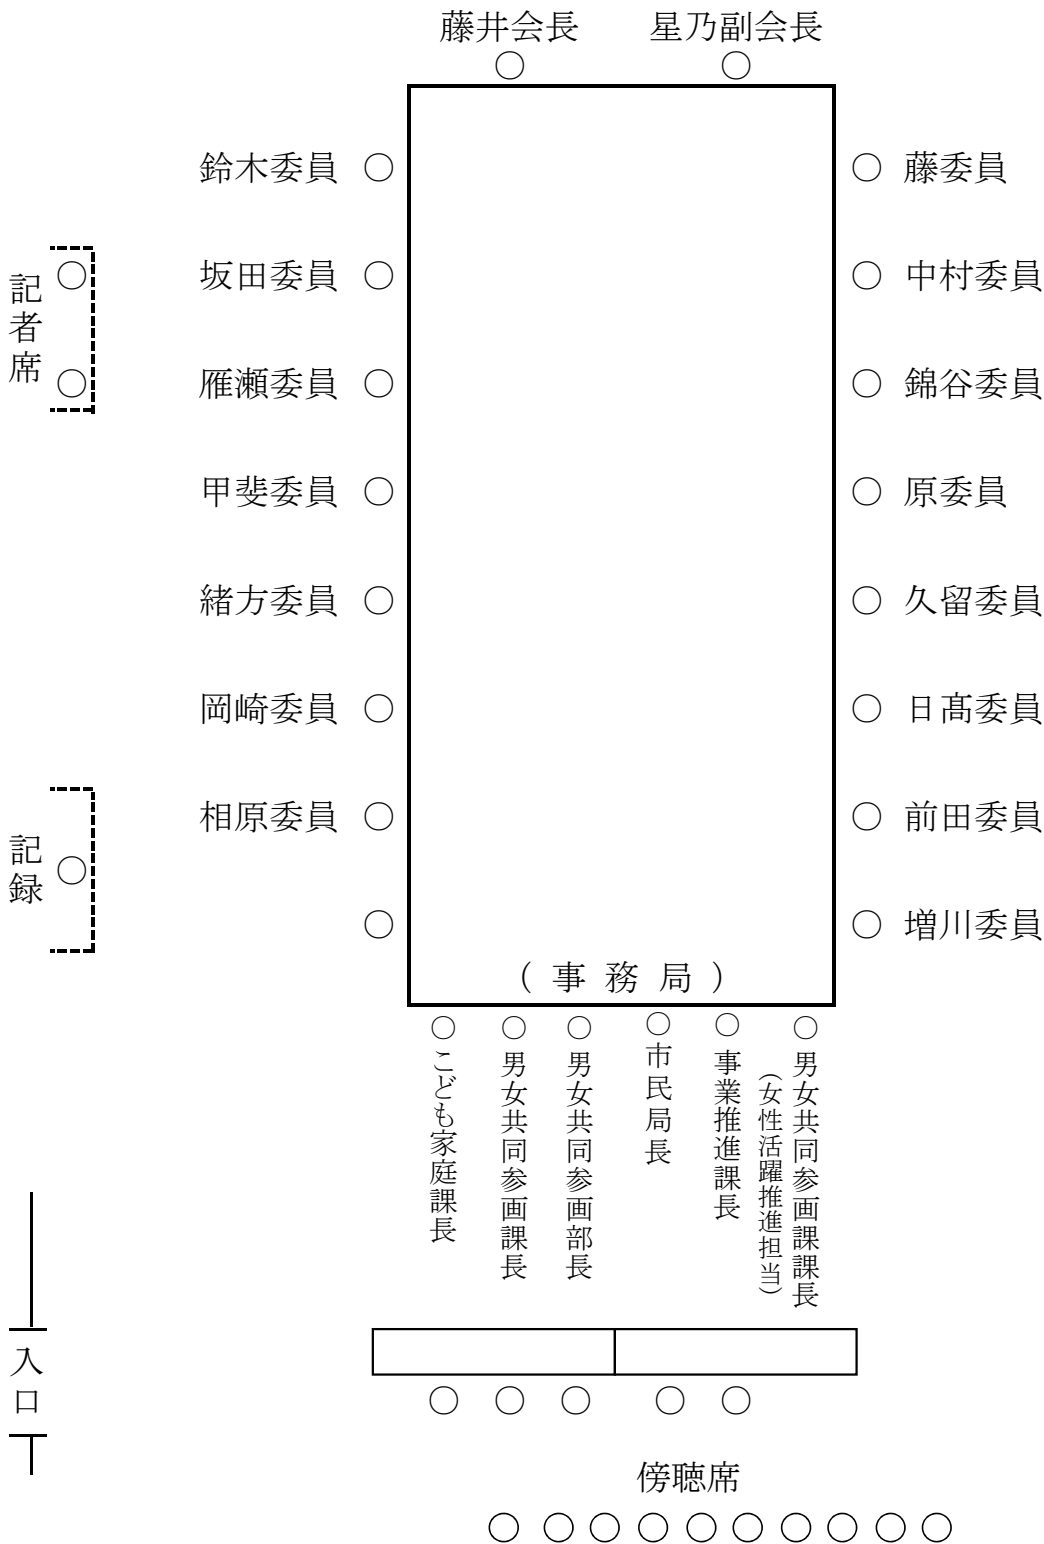 藤井会長 星乃副会長
○ ○
鈴木委員 ○ ○ 藤委員
坂田委員 ○ ○ 中村委員
雁瀬委員 ○ ○ 錦谷委員
甲斐委員 ○ ○ 原委員
緒方委員 ○ ○ 久留委員
岡崎委員 ○ ○ 日髙委員
相原委員 ○ ○ 前田委員
○ ○ 増川委員
記者席
○
○
記録
○
(事務局)
○こども家庭課長
○男女共同参画課長
○男女共同参画部長
○市民局長
○事業推進課長
○男女共同参画課課長
(女性活躍推進担当)
入口
○ ○ ○ ○ ○
傍聴席
○ ○ ○ ○ ○ ○ ○ ○ ○ ○